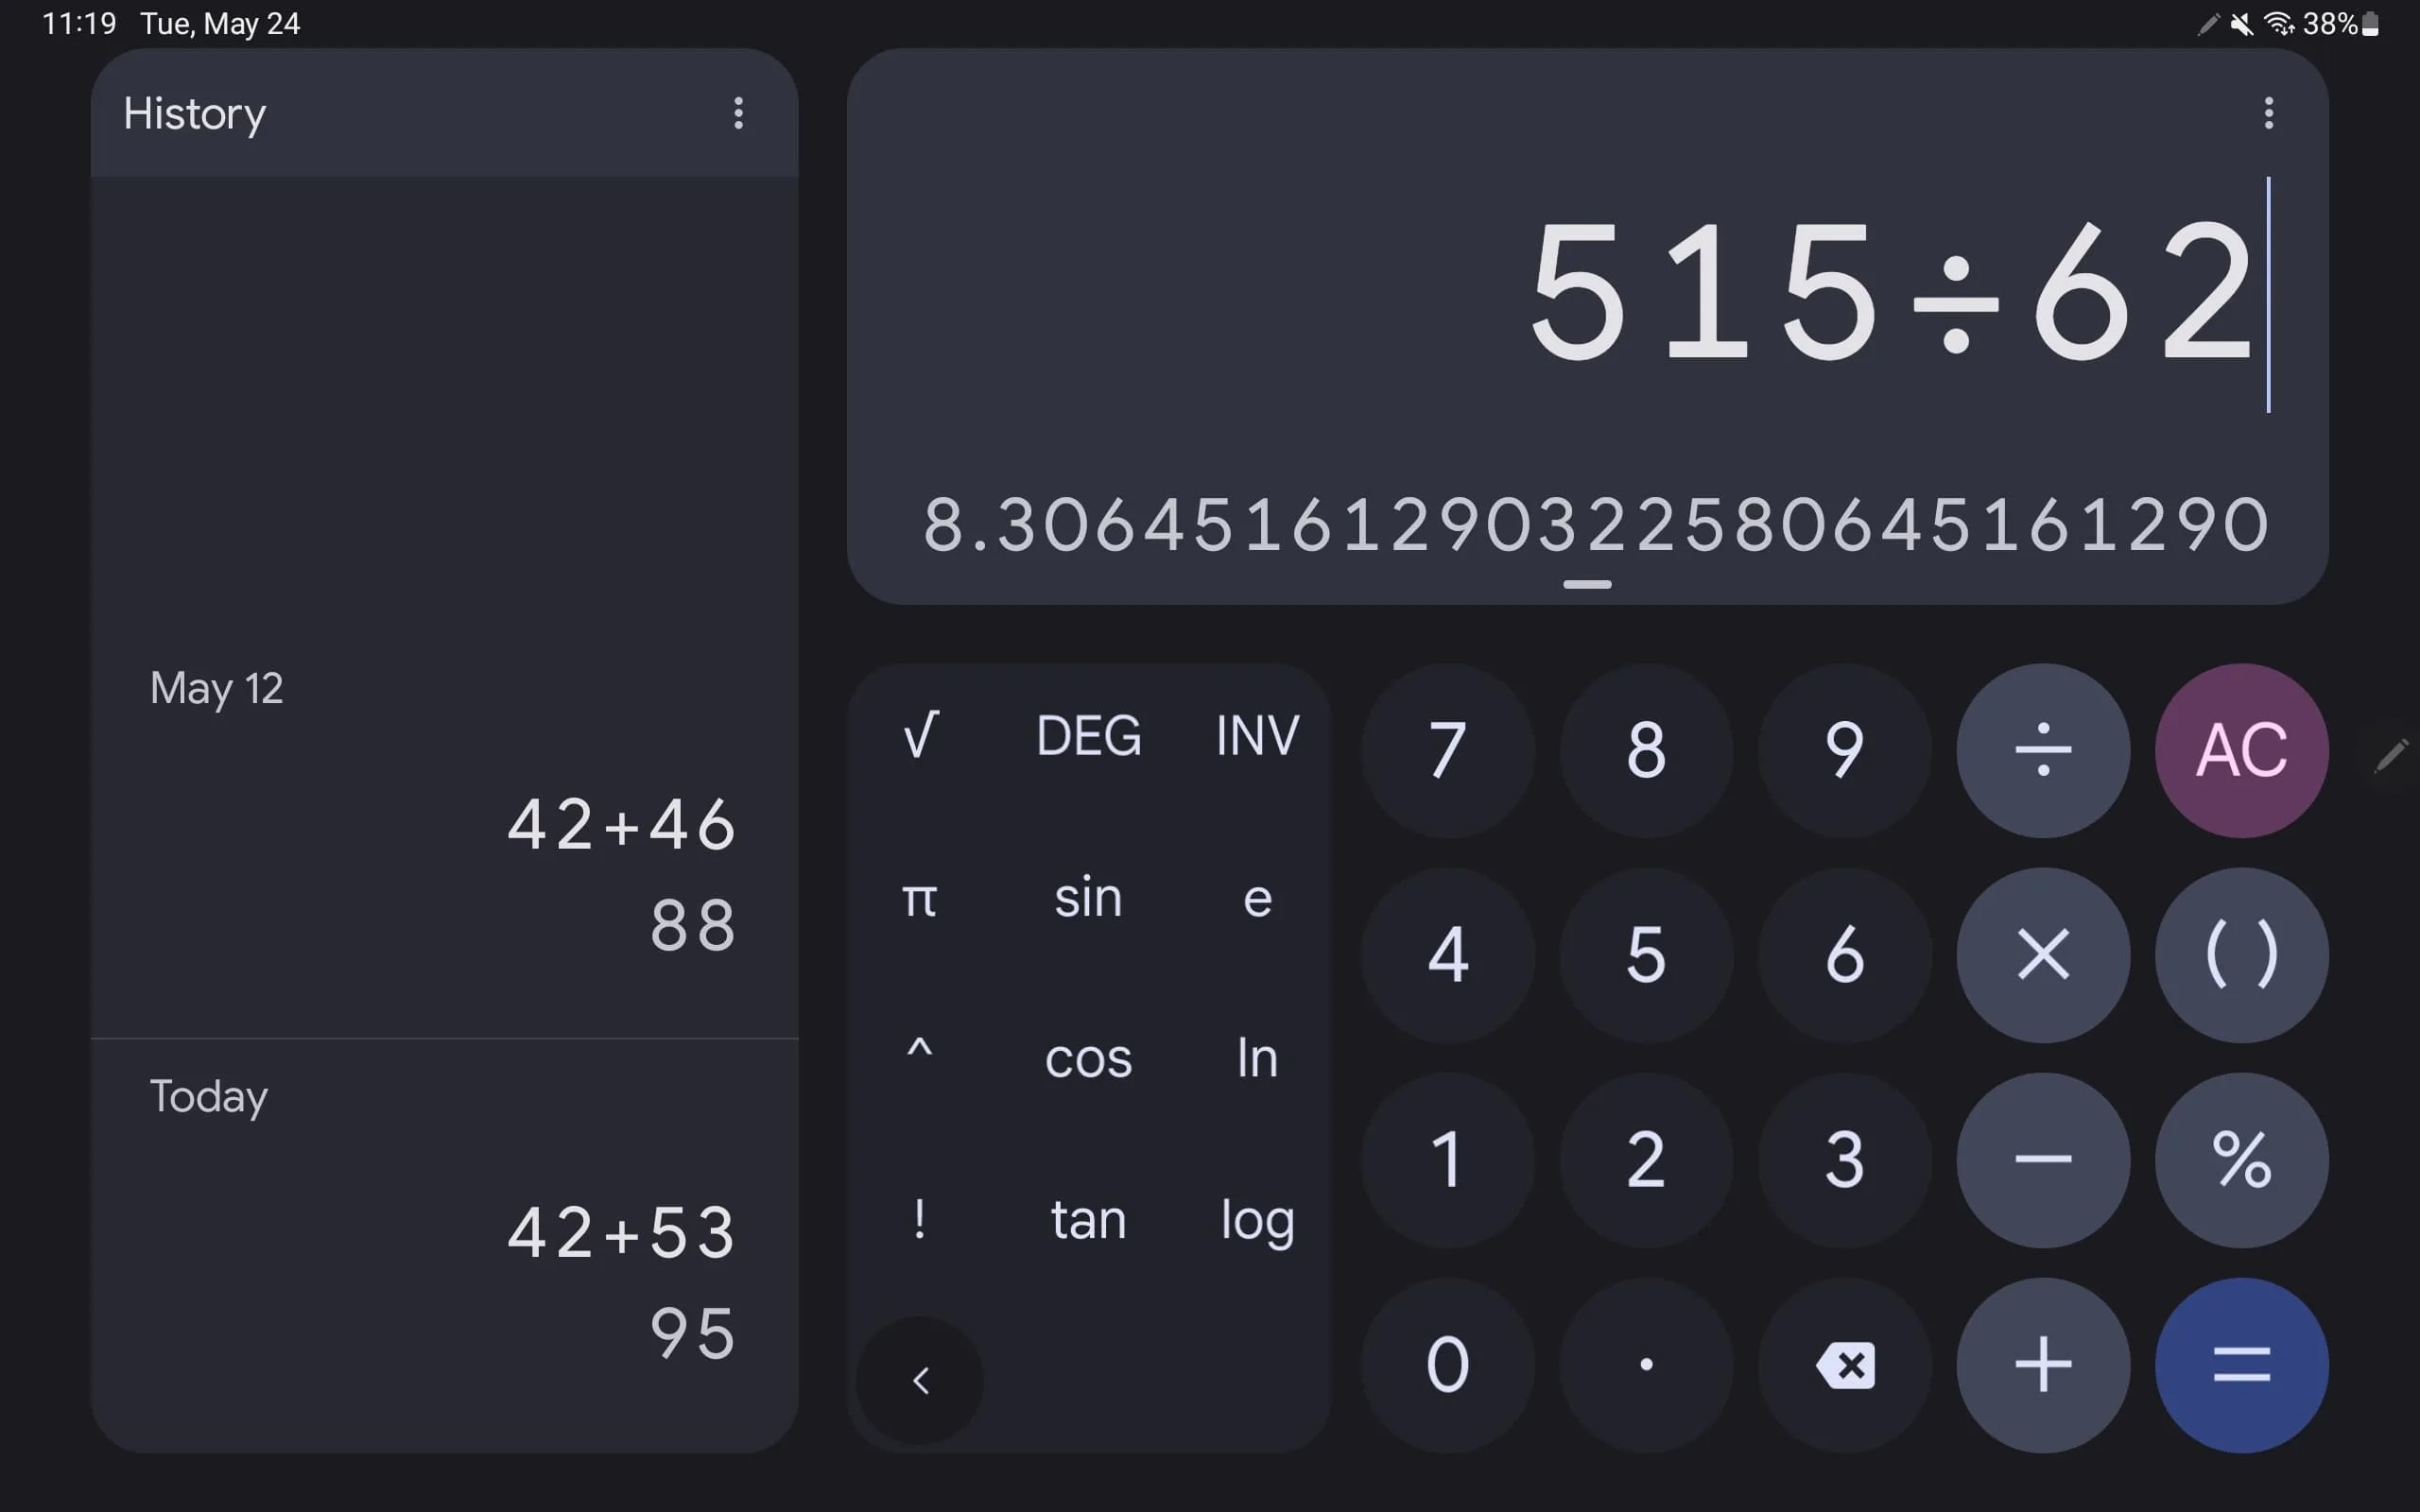 11:19 Tue, May 24 38%
History
May 12
42+46
88
Today
42+53
95
515÷62
8.30645161290322580645161290
√ DEG INV 7 8 9 ÷ AC
π sin e 4 5 6 × ( )
^ cos ln 1 2 3 − %
! tan log 0 . + =